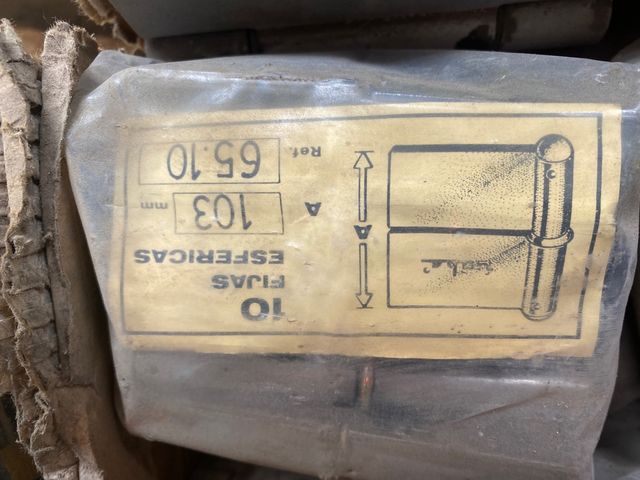 10
FIJAS
ESFERICAS
A 103 mm
Ref. 65.10
A